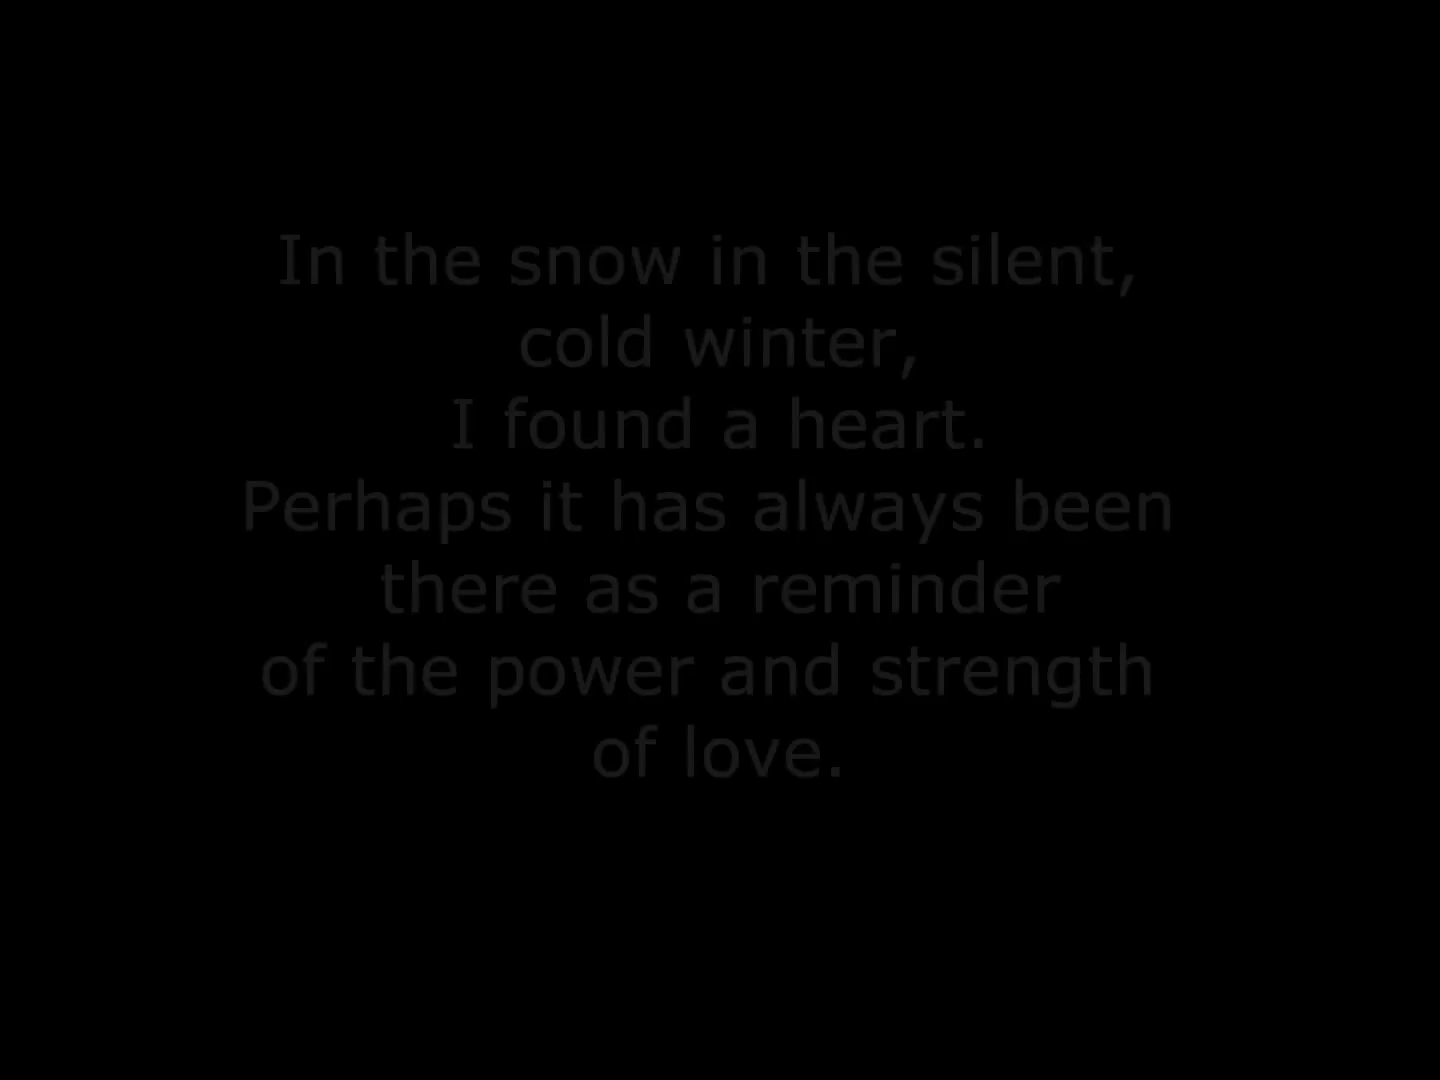 In the snow in the silent,
cold winter,
I found a heart.
Perhaps it has always been
there as a reminder
of the power and strength
of love.